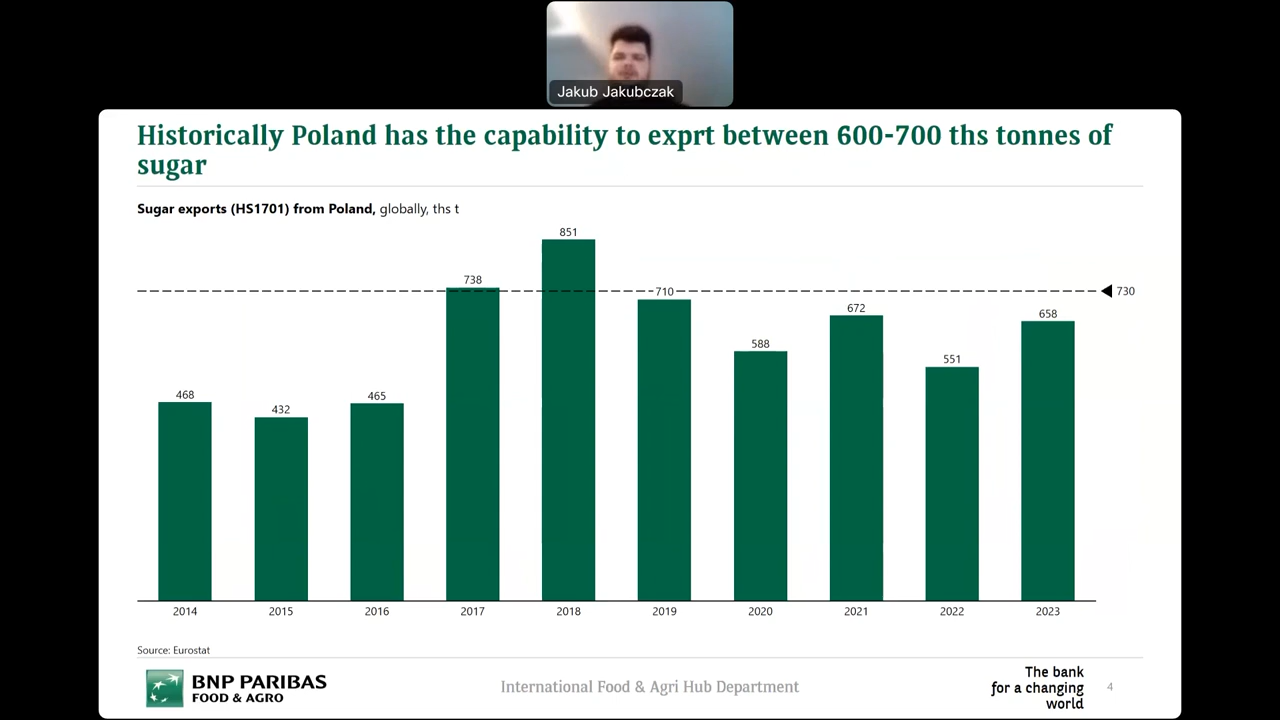 Jakub Jakubczak
Historically Poland has the capability to exprt between 600-700 ths tonnes of
sugar
Sugar exports (HS1701) from Poland, globally, ths t
851
738
730
710
672
658
588
551
468
465
432
2014 2015 2016 2017 2018 2019 2020 2021 2022 2023
Source: Eurostat
BNP PARIBAS
FOOD & AGRO
International Food & Agri Hub Department
The bank
for a changing
world
4